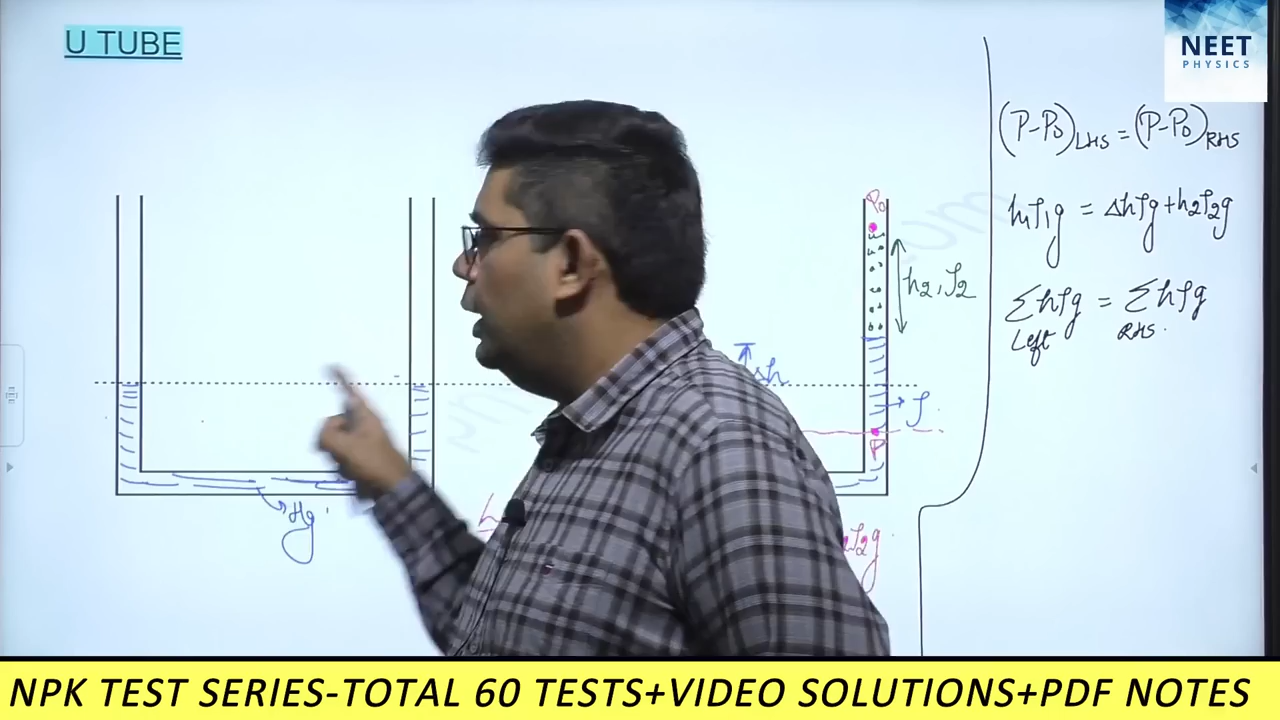 U TUBE
NEET
PHYSICS
(P-P₀)LHS = (P-P₀)RHS
h₁ρ₁g = Δhρg + h₂ρ₂g
Σhρg = Σhρg
Left RHS.
P₀
h₂, ρ₂
Δh
ρ
P
Hg
h
ρ₂g
NPK TEST SERIES-TOTAL 60 TESTS+VIDEO SOLUTIONS+PDF NOTES